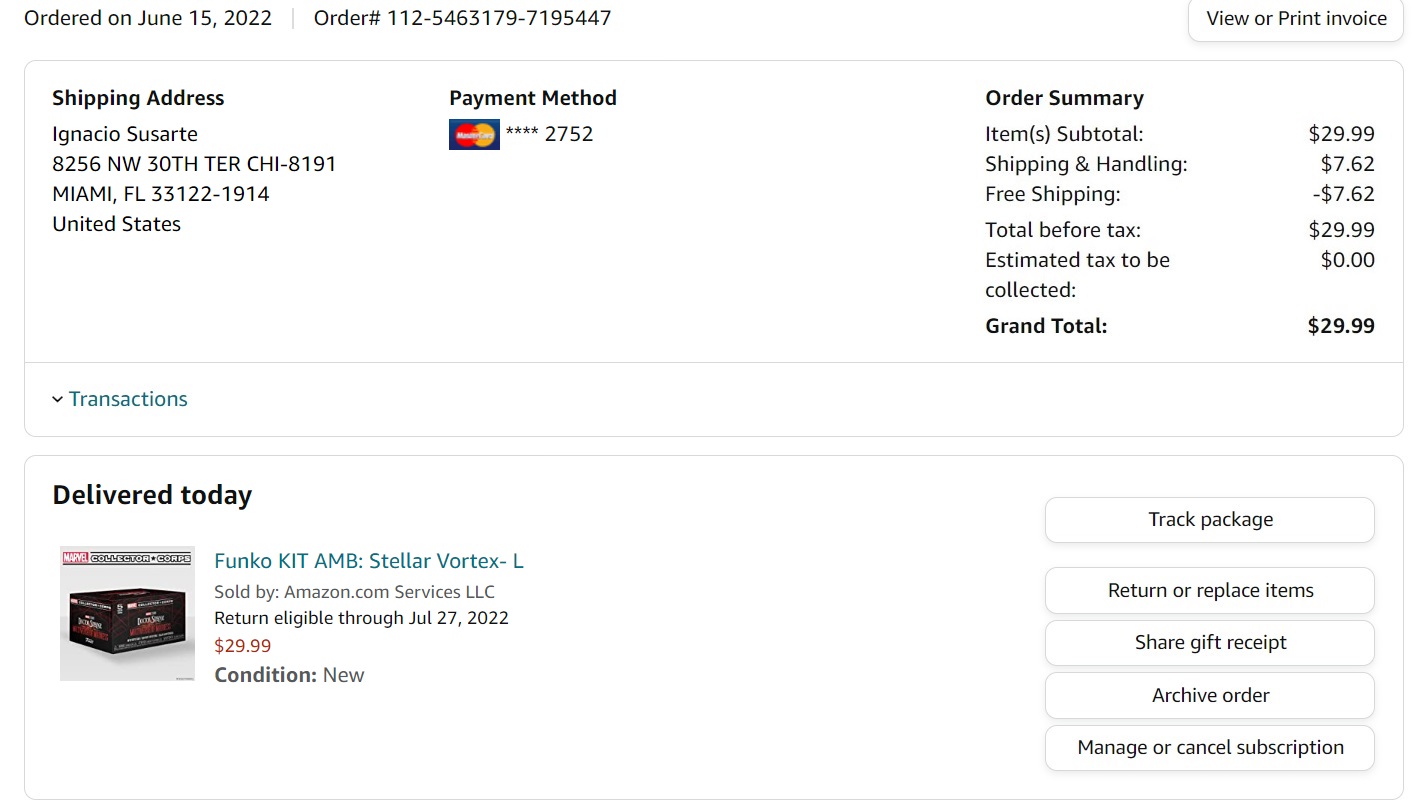 Ordered on June 15, 2022 Order# 112-5463179-7195447
View or Print invoice
Shipping Address
Ignacio Susarte
8256 NW 30TH TER CHI-8191
MIAMI, FL 33122-1914
United States
Payment Method
MasterCard **** 2752
Order Summary
Item(s) Subtotal: $29.99
Shipping & Handling: $7.62
Free Shipping: -$7.62
Total before tax: $29.99
Estimated tax to be collected: $0.00
Grand Total: $29.99
Transactions
Delivered today
MARVEL COLLECTOR CORPS
Funko KIT AMB: Stellar Vortex- L
Sold by: Amazon.com Services LLC
Return eligible through Jul 27, 2022
$29.99
Condition: New
Track package
Return or replace items
Share gift receipt
Archive order
Manage or cancel subscription